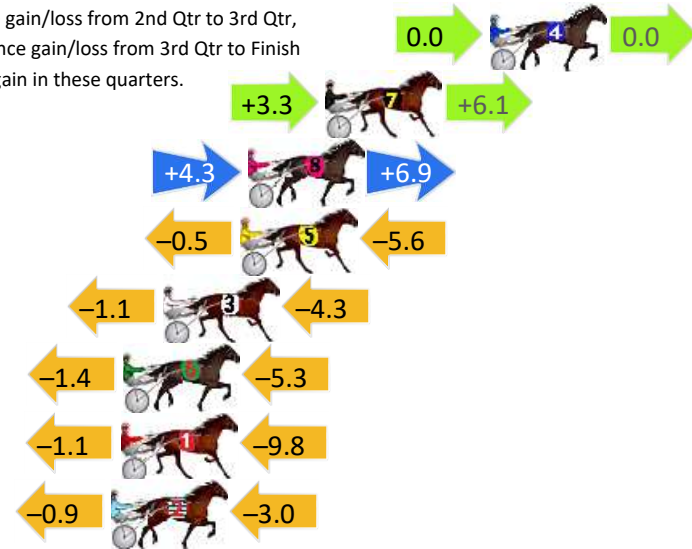 gain/loss from 2nd Qtr to 3rd Qtr,
nce gain/loss from 3rd Qtr to Finish
gain in these quarters.
0.0 4 0.0
+3.3 7 +6.1
+4.3 8 +6.9
–0.5 5 –5.6
–1.1 3 –4.3
–1.4 6 –5.3
–1.1 1 –9.8
–0.9 2 –3.0